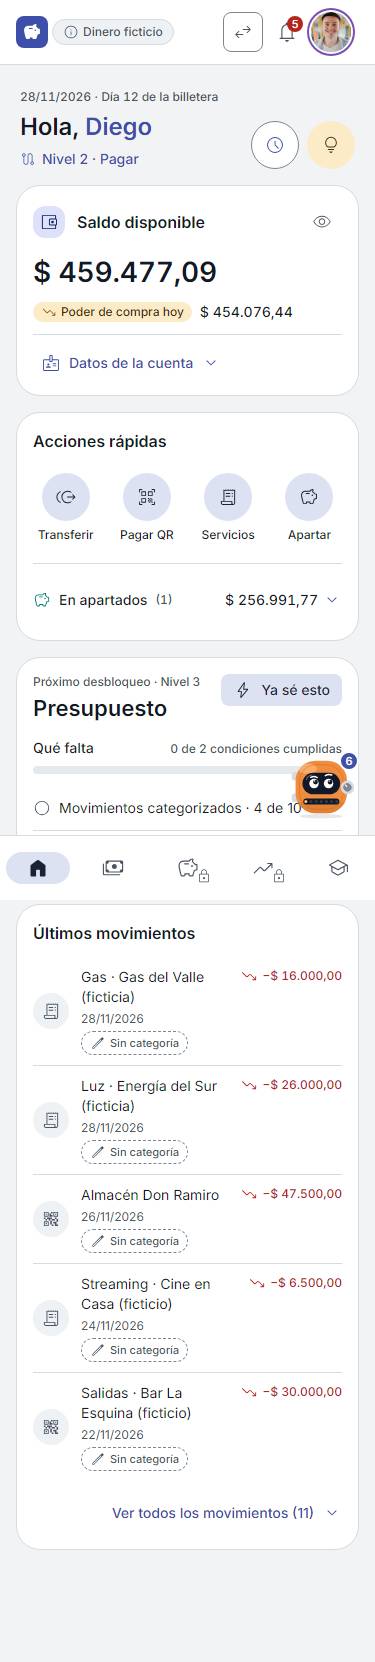 Dinero ficticio
5
28/11/2026 · Día 12 de la billetera
Hola, Diego
Nivel 2 · Pagar
Saldo disponible
$ 459.477,09
Poder de compra hoy $ 454.076,44
Datos de la cuenta
Acciones rápidas
Transferir Pagar QR Servicios Apartar
En apartados (1) $ 256.991,77
Próximo desbloqueo · Nivel 3
Ya sé esto
Presupuesto
Qué falta 0 de 2 condiciones cumplidas
6
Movimientos categorizados · 4 de 10
Últimos movimientos
Gas · Gas del Valle −$ 16.000,00
(ficticia)
28/11/2026
Sin categoría
Luz · Energía del Sur −$ 26.000,00
(ficticia)
28/11/2026
Sin categoría
Almacén Don Ramiro −$ 47.500,00
26/11/2026
Sin categoría
Streaming · Cine en −$ 6.500,00
Casa (ficticio)
24/11/2026
Sin categoría
Salidas · Bar La −$ 30.000,00
Esquina (ficticio)
22/11/2026
Sin categoría
Ver todos los movimientos (11)